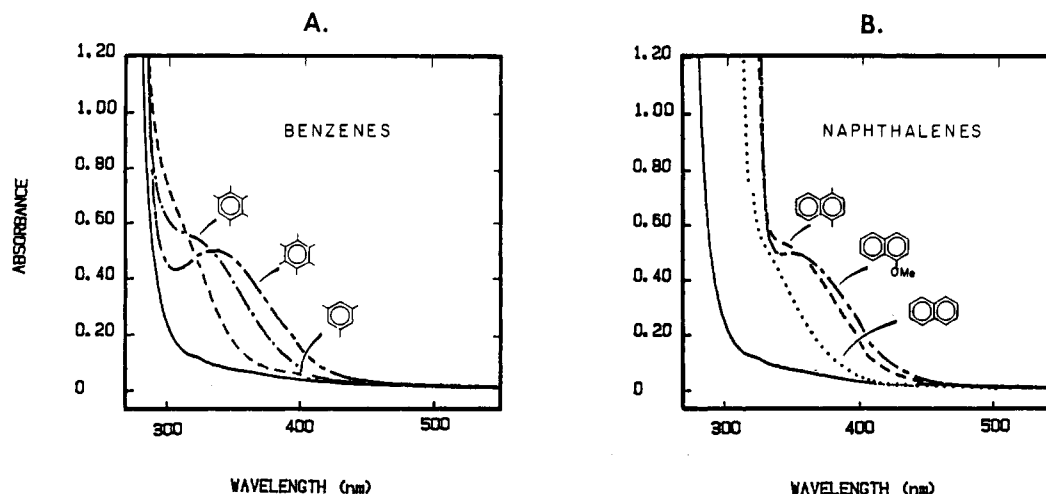 A.
1.20
1.00
0.80
0.60
0.40
0.20
0
300
400
500
BENZENES
ABSORBANCE
WAVELENGTH (nm)
B.
1.20
1.00
0.80
0.60
0.40
0.20
0
300
400
500
NAPHTHALENES
OMe
WAVELENGTH (nm)